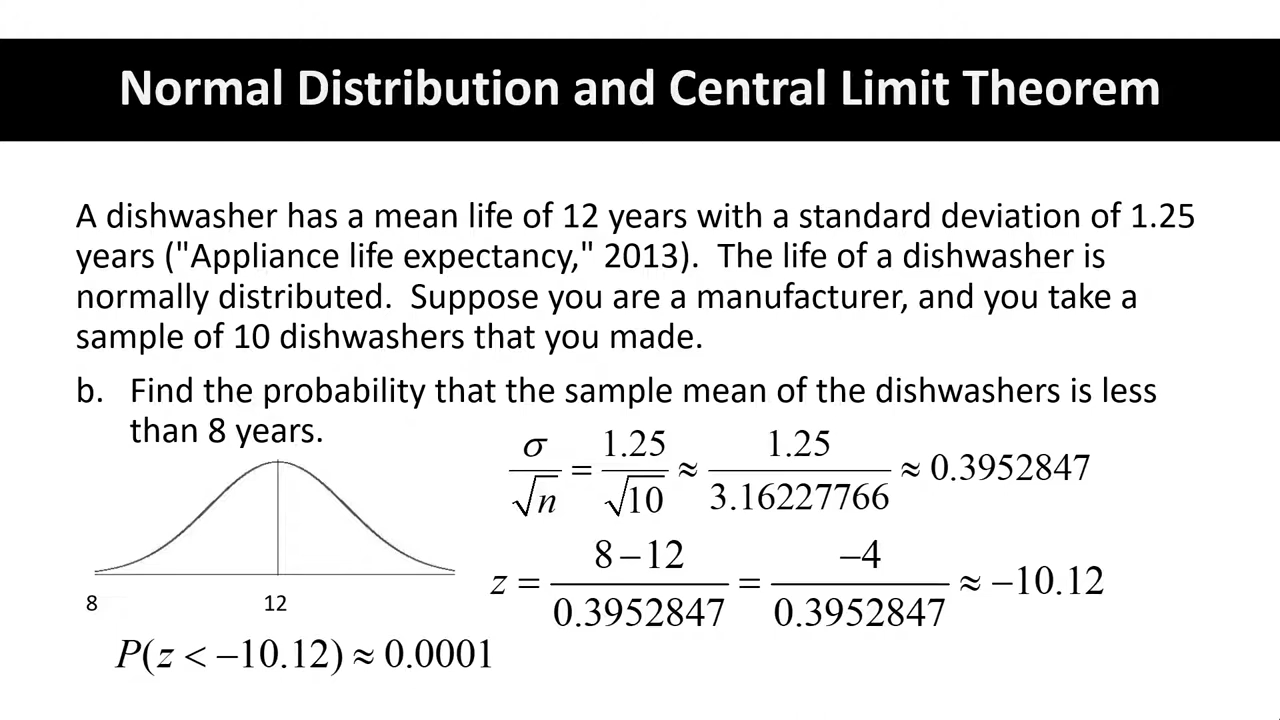 Normal Distribution and Central Limit Theorem
A dishwasher has a mean life of 12 years with a standard deviation of 1.25
years ("Appliance life expectancy," 2013). The life of a dishwasher is
normally distributed. Suppose you are a manufacturer, and you take a
sample of 10 dishwashers that you made.
b. Find the probability that the sample mean of the dishwashers is less
than 8 years.
σ/√n = 1.25/√10 ≈ 1.25/3.16227766 ≈ 0.3952847
z = 8 − 12/0.3952847 = −4/0.3952847 ≈ −10.12
8 12
P(z < −10.12) ≈ 0.0001